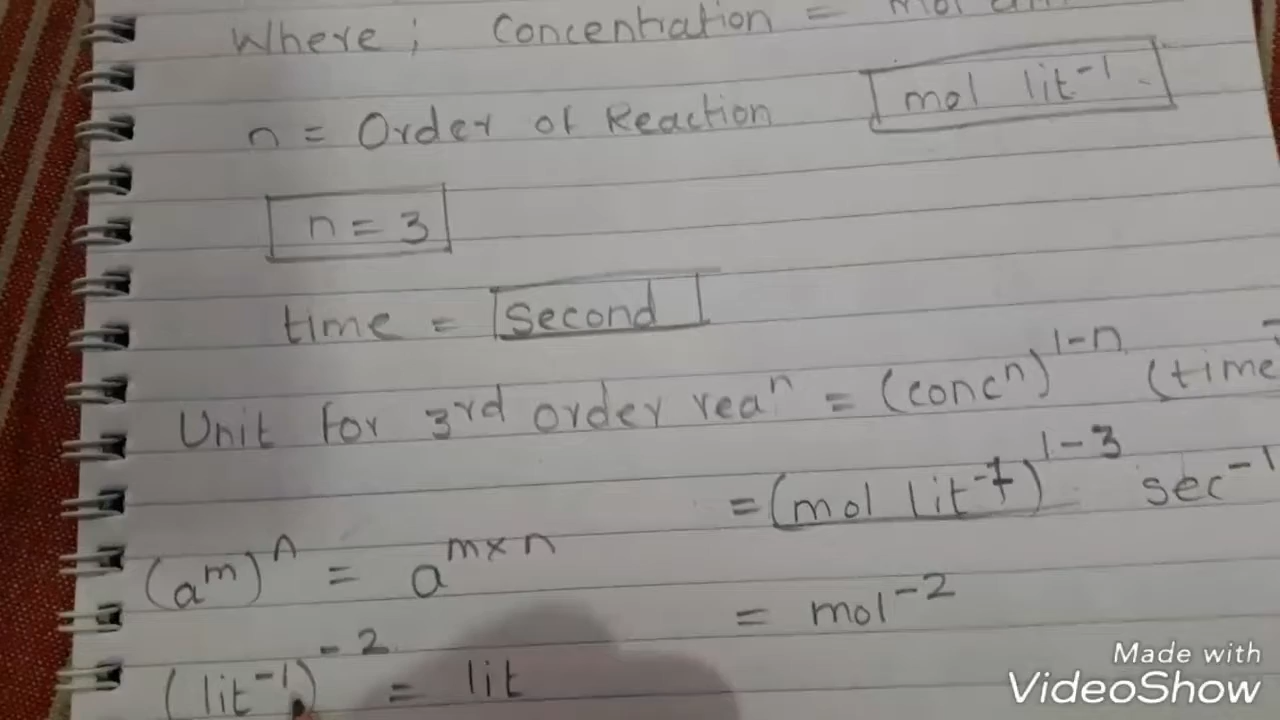 Where ; Concentration = mol
n = Order of Reaction mol lit⁻¹
n = 3
time = Second
Unit for 3rd order reaⁿ = (concⁿ)¹⁻ⁿ (time
= (mol lit⁻¹)¹⁻³ sec⁻¹
(aᵐ)ⁿ = aᵐˣⁿ
= mol⁻²
(lit⁻¹)⁻² = lit
Made with
VideoShow